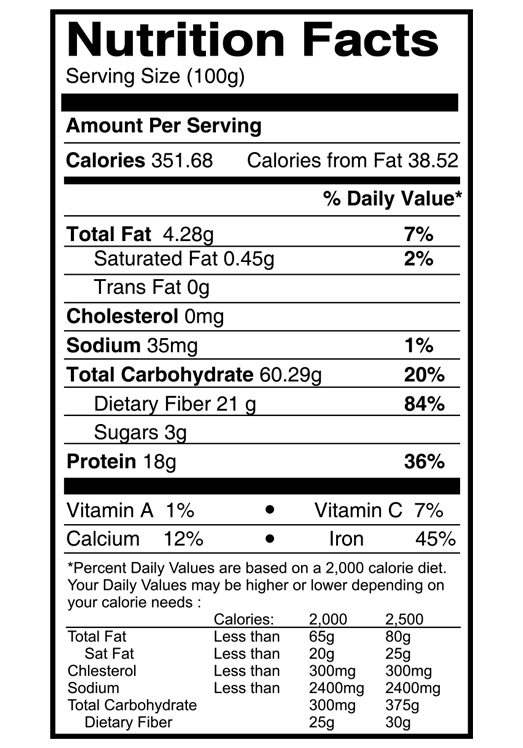 Nutrition Facts
Serving Size (100g)
Amount Per Serving
Calories 351.68 Calories from Fat 38.52
% Daily Value*
Total Fat 4.28g 7%
Saturated Fat 0.45g 2%
Trans Fat 0g
Cholesterol 0mg
Sodium 35mg 1%
Total Carbohydrate 60.29g 20%
Dietary Fiber 21 g 84%
Sugars 3g
Protein 18g 36%
Vitamin A 1% • Vitamin C 7%
Calcium 12% • Iron 45%
*Percent Daily Values are based on a 2,000 calorie diet.
Your Daily Values may be higher or lower depending on
your calorie needs :
Calories: 2,000 2,500
Total Fat Less than 65g 80g
Sat Fat Less than 20g 25g
Chlesterol Less than 300mg 300mg
Sodium Less than 2400mg 2400mg
Total Carbohydrate 300mg 375g
Dietary Fiber 25g 30g